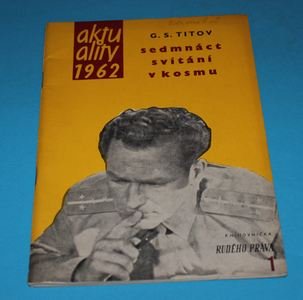 aktu
ality
1962
G. S. TITOV
sedmnáct
svítání
v kosmu
KNIHOVNIČKA
RUDÉHO PRÁVA
1